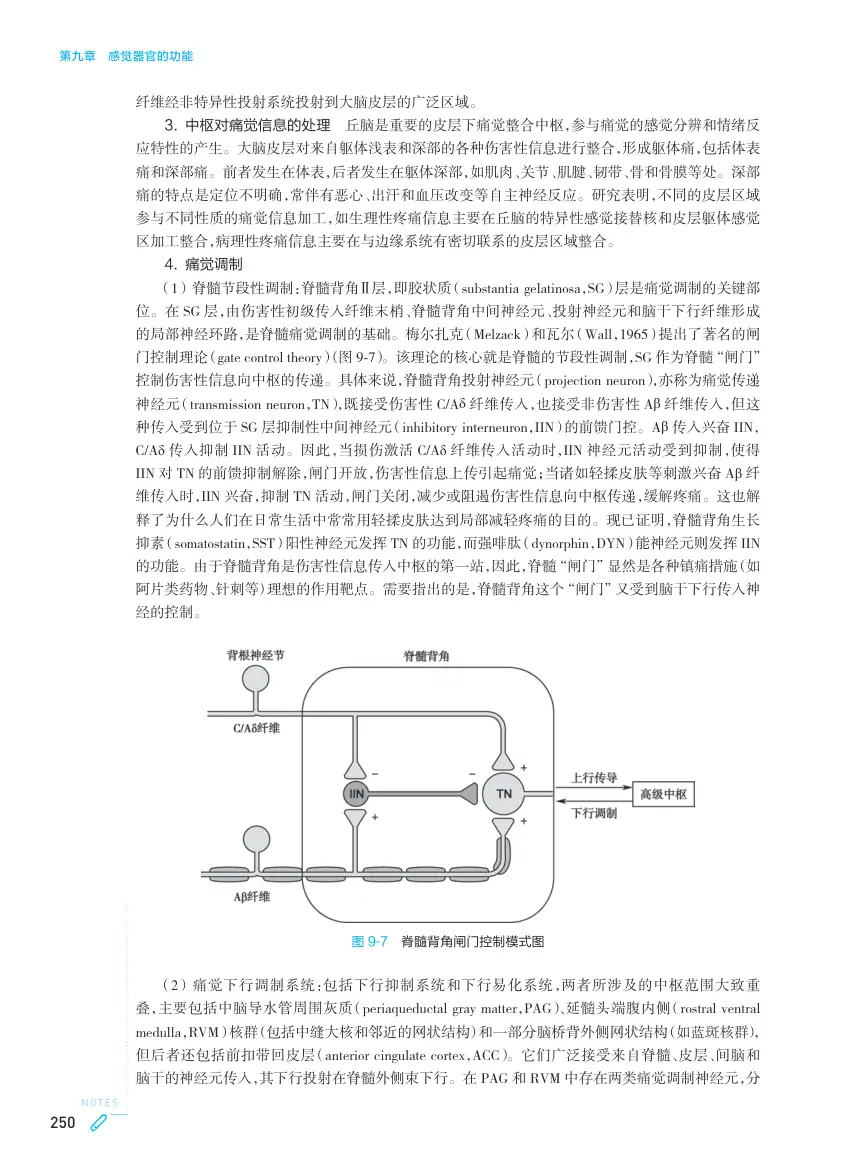 第九章 感觉器官的功能
纤维经非特异性投射系统投射到大脑皮层的广泛区域。
3. 中枢对痛觉信息的处理 丘脑是重要的皮层下痛觉整合中枢,参与痛觉的感觉分辨和情绪反
应特性的产生。大脑皮层对来自躯体浅表和深部的各种伤害性信息进行整合,形成躯体痛,包括体表
痛和深部痛。前者发生在体表,后者发生在躯体深部,如肌肉、关节、肌腱、韧带、骨和骨膜等处。深部
痛的特点是定位不明确,常伴有恶心、出汗和血压改变等自主神经反应。研究表明,不同的皮层区域
参与不同性质的痛觉信息加工,如生理性疼痛信息主要在丘脑的特异性感觉接替核和皮层躯体感觉
区加工整合,病理性疼痛信息主要在与边缘系统有密切联系的皮层区域整合。
4. 痛觉调制
(1)脊髓节段性调制:脊髓背角Ⅱ层,即胶状质(substantia gelatinosa,SG)层是痛觉调制的关键部
位。在 SG 层,由伤害性初级传入纤维末梢、脊髓背角中间神经元、投射神经元和脑干下行纤维形成
的局部神经环路,是脊髓痛觉调制的基础。梅尔扎克(Melzack)和瓦尔(Wall,1965)提出了著名的闸
门控制理论(gate control theory)(图 9-7)。该理论的核心就是脊髓的节段性调制,SG 作为脊髓“闸门”
控制伤害性信息向中枢的传递。具体来说,脊髓背角投射神经元(projection neuron),亦称为痛觉传递
神经元(transmission neuron,TN),既接受伤害性 C/Aδ 纤维传入,也接受非伤害性 Aβ 纤维传入,但这
种传入受到位于 SG 层抑制性中间神经元(inhibitory interneuron,IIN)的前馈门控。Aβ 传入兴奋 IIN,
C/Aδ 传入抑制 IIN 活动。因此,当损伤激活 C/Aδ 纤维传入活动时,IIN 神经元活动受到抑制,使得
IIN 对 TN 的前馈抑制解除,闸门开放,伤害性信息上传引起痛觉;当诸如轻揉皮肤等刺激兴奋 Aβ 纤
维传入时,IIN 兴奋,抑制 TN 活动,闸门关闭,减少或阻遏伤害性信息向中枢传递,缓解疼痛。这也解
释了为什么人们在日常生活中常常用轻揉皮肤达到局部减轻疼痛的目的。现已证明,脊髓背角生长
抑素(somatostatin,SST)阳性神经元发挥 TN 的功能,而强啡肽(dynorphin,DYN)能神经元则发挥 IIN
的功能。由于脊髓背角是伤害性信息传入中枢的第一站,因此,脊髓“闸门”显然是各种镇痛措施(如
阿片类药物、针刺等)理想的作用靶点。需要指出的是,脊髓背角这个“闸门”又受到脑干下行传入神
经的控制。
背根神经节 脊髓背角
C/Aδ纤维
+
− −
IIN TN
上行传导
高级中枢
下行调制
+ +
Aβ纤维
图 9-7 脊髓背角闸门控制模式图
(2)痛觉下行调制系统:包括下行抑制系统和下行易化系统,两者所涉及的中枢范围大致重
叠,主要包括中脑导水管周围灰质(periaqueductal gray matter,PAG)、延髓头端腹内侧(rostral ventral
medulla,RVM)核群(包括中缝大核和邻近的网状结构)和一部分脑桥背外侧网状结构(如蓝斑核群),
但后者还包括前扣带回皮层(anterior cingulate cortex,ACC)。它们广泛接受来自脊髓、皮层、间脑和
脑干的神经元传入,其下行投射在脊髓外侧束下行。在 PAG 和 RVM 中存在两类痛觉调制神经元,分
NOTES
250